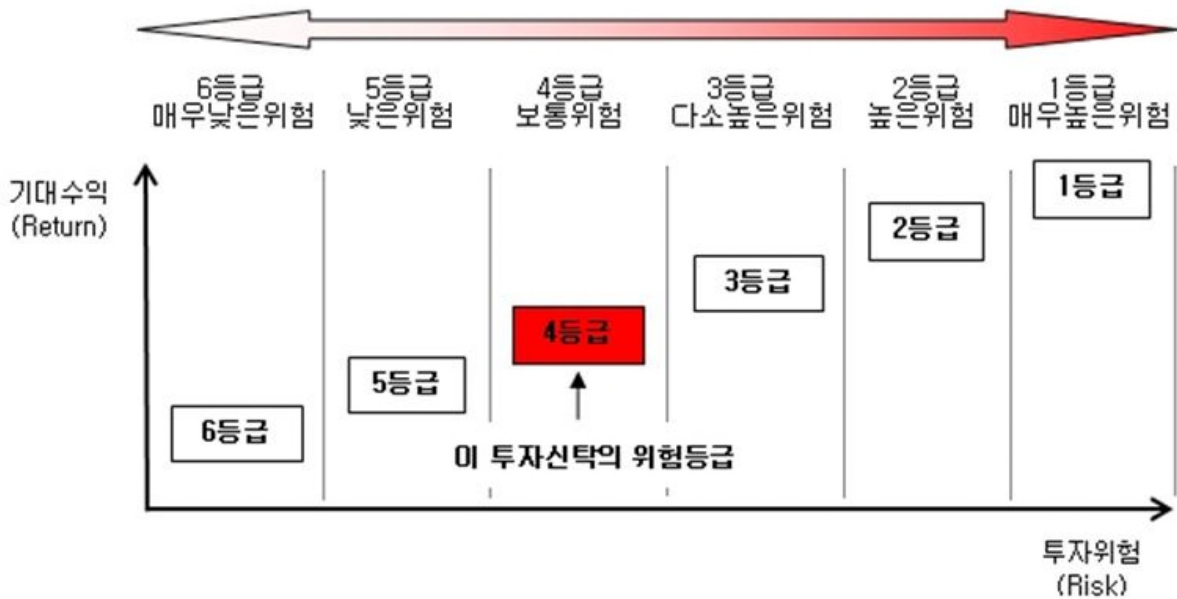 6등급 5등급 4등급 3등급 2등급 1등급
매우낮은위험 낮은위험 보통위험 다소높은위험 높은위험 매우높은위험
기대수익
(Return)
1등급
2등급
3등급
4등급
5등급
6등급
이 투자신탁의 위험등급
투자위험
(Risk)